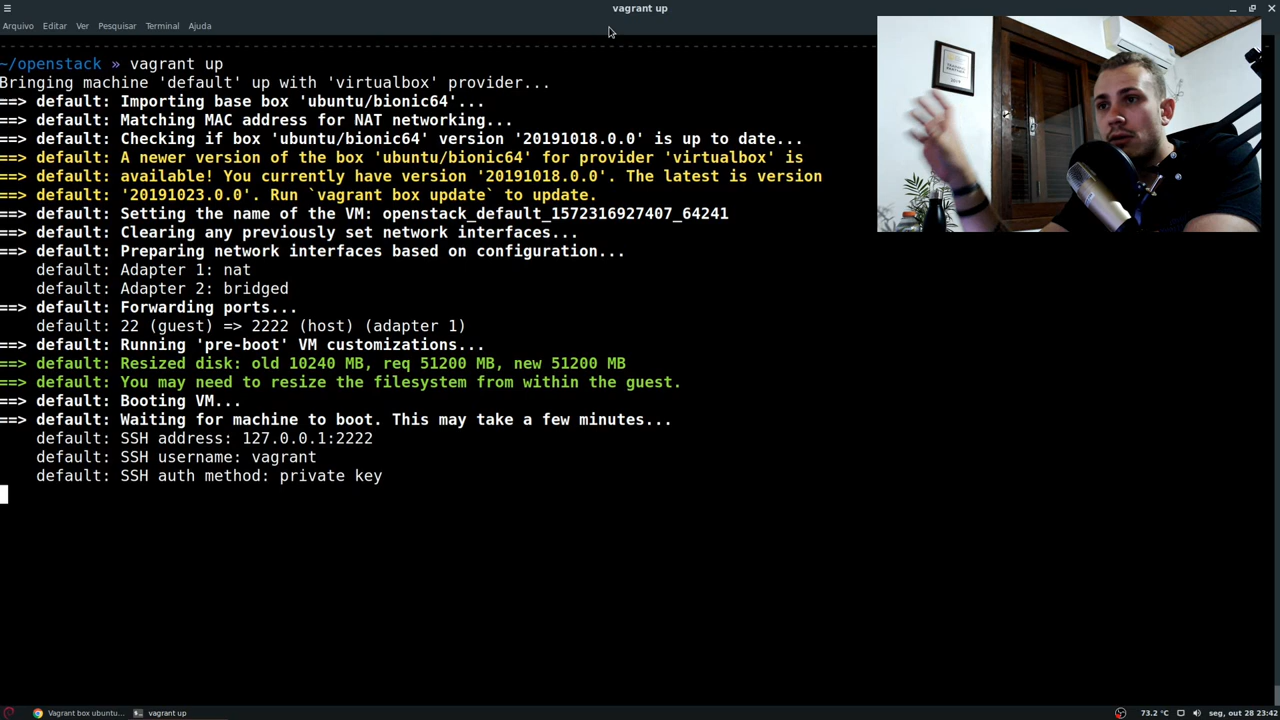 vagrant up
Arquivo Editar Ver Pesquisar Terminal Ajuda
~/openstack » vagrant up
Bringing machine 'default' up with 'virtualbox' provider...
==> default: Importing base box 'ubuntu/bionic64'...
==> default: Matching MAC address for NAT networking...
==> default: Checking if box 'ubuntu/bionic64' version '20191018.0.0' is up to date...
==> default: A newer version of the box 'ubuntu/bionic64' for provider 'virtualbox' is
==> default: available! You currently have version '20191018.0.0'. The latest is version
==> default: '20191023.0.0'. Run `vagrant box update` to update.
==> default: Setting the name of the VM: openstack_default_1572316927407_64241
==> default: Clearing any previously set network interfaces...
==> default: Preparing network interfaces based on configuration...
default: Adapter 1: nat
default: Adapter 2: bridged
==> default: Forwarding ports...
default: 22 (guest) => 2222 (host) (adapter 1)
==> default: Running 'pre-boot' VM customizations...
==> default: Resized disk: old 10240 MB, req 51200 MB, new 51200 MB
==> default: You may need to resize the filesystem from within the guest.
==> default: Booting VM...
==> default: Waiting for machine to boot. This may take a few minutes...
default: SSH address: 127.0.0.1:2222
default: SSH username: vagrant
default: SSH auth method: private key
Vagrant box ubuntu... vagrant up 73.2 °C seg, out 28 23:42